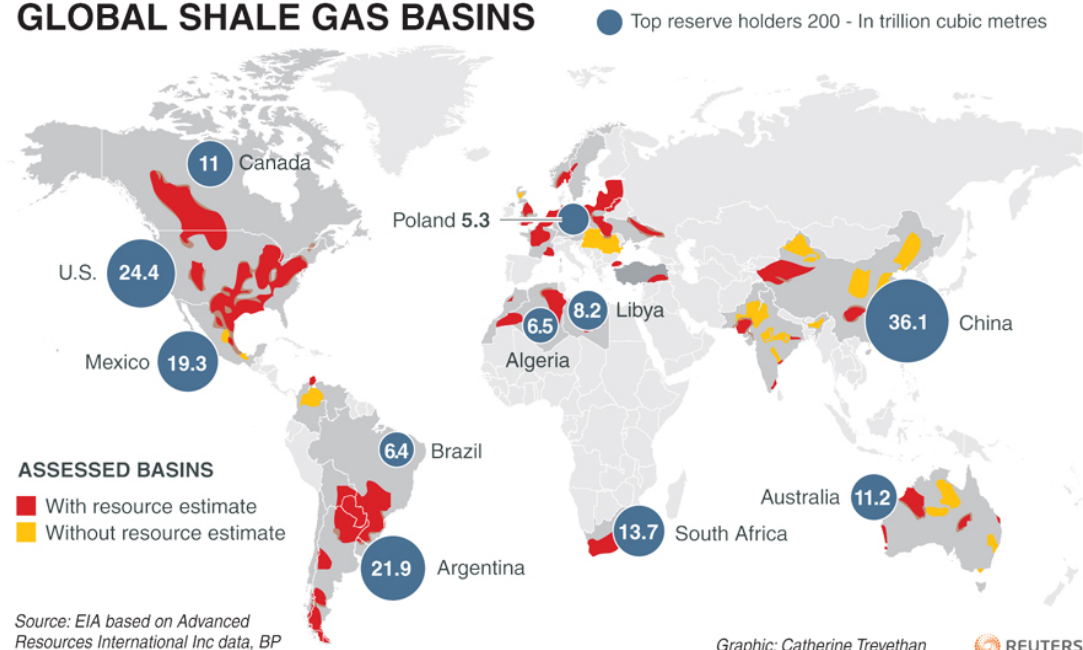 GLOBAL SHALE GAS BASINS
Top reserve holders 200 - In trillion cubic metres
11 Canada
Poland 5.3
U.S. 24.4
8.2 Libya
6.5
Algeria
36.1 China
Mexico 19.3
6.4 Brazil
ASSESSED BASINS
With resource estimate
Without resource estimate
Australia 11.2
13.7 South Africa
21.9 Argentina
Source: EIA based on Advanced
Resources International Inc data, BP
Graphic: Catherine Trevethan
REUTERS